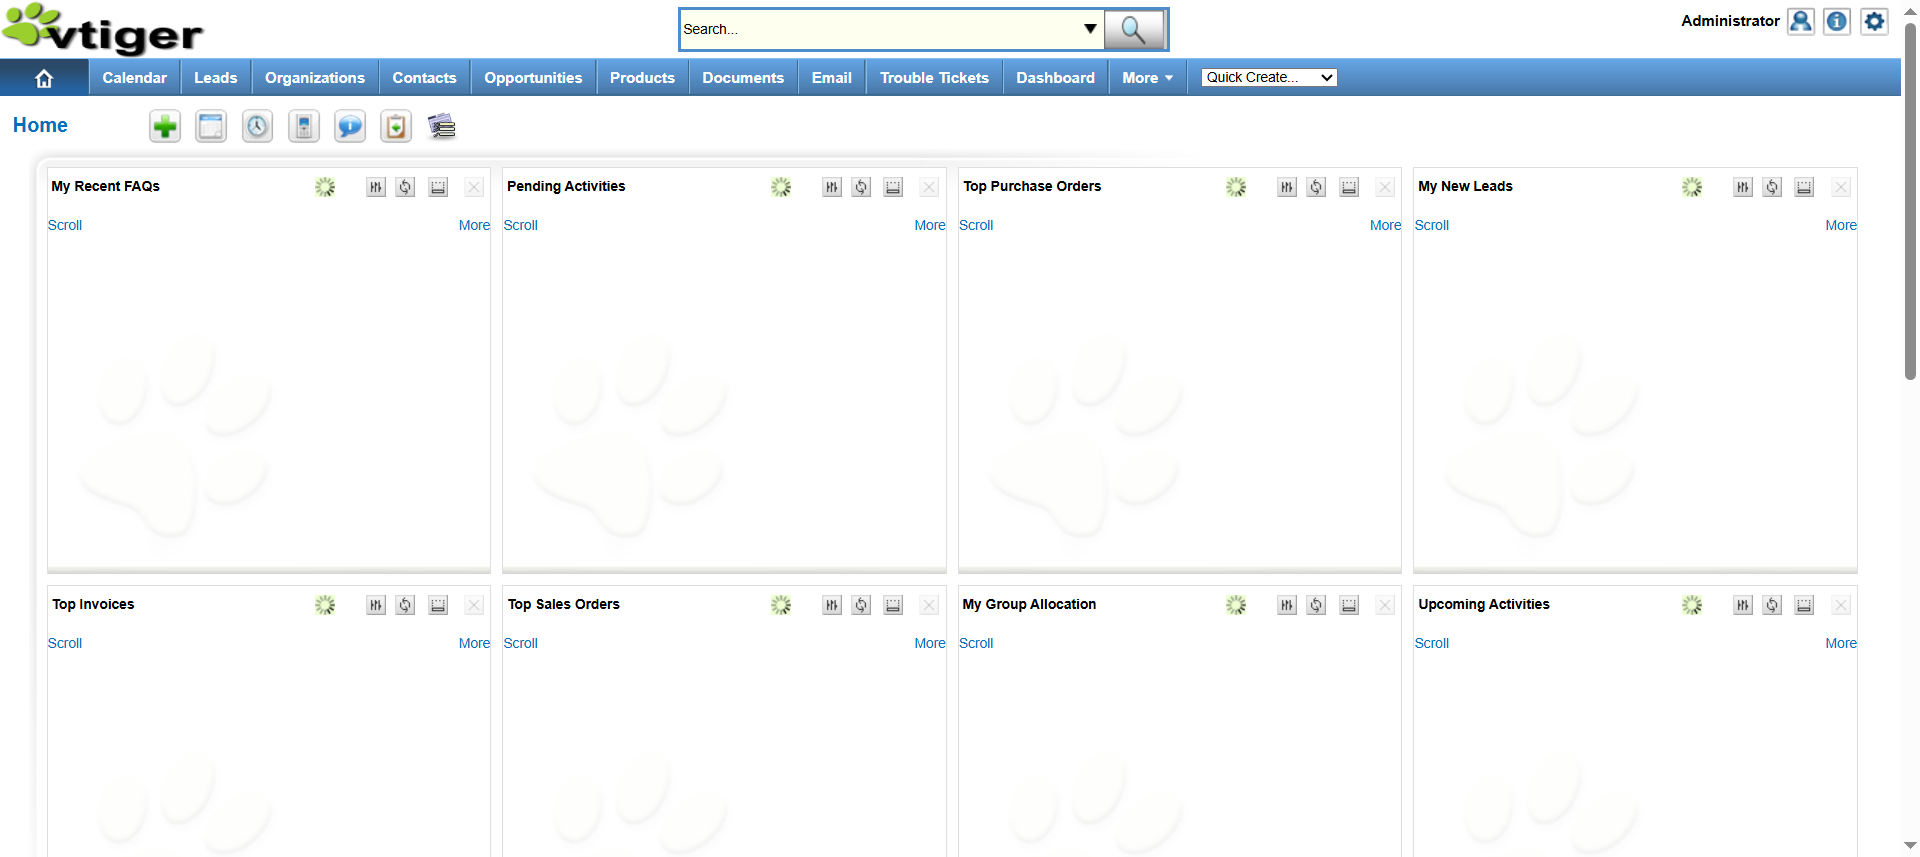 vtiger
Search...
Administrator
Calendar
Leads
Organizations
Contacts
Opportunities
Products
Documents
Email
Trouble Tickets
Dashboard
More
Quick Create...
Home
My Recent FAQs
Pending Activities
Top Purchase Orders
My New Leads
Scroll
More
Scroll
More
Scroll
More
Scroll
More
Top Invoices
Top Sales Orders
My Group Allocation
Upcoming Activities
Scroll
More
Scroll
More
Scroll
Scroll
More